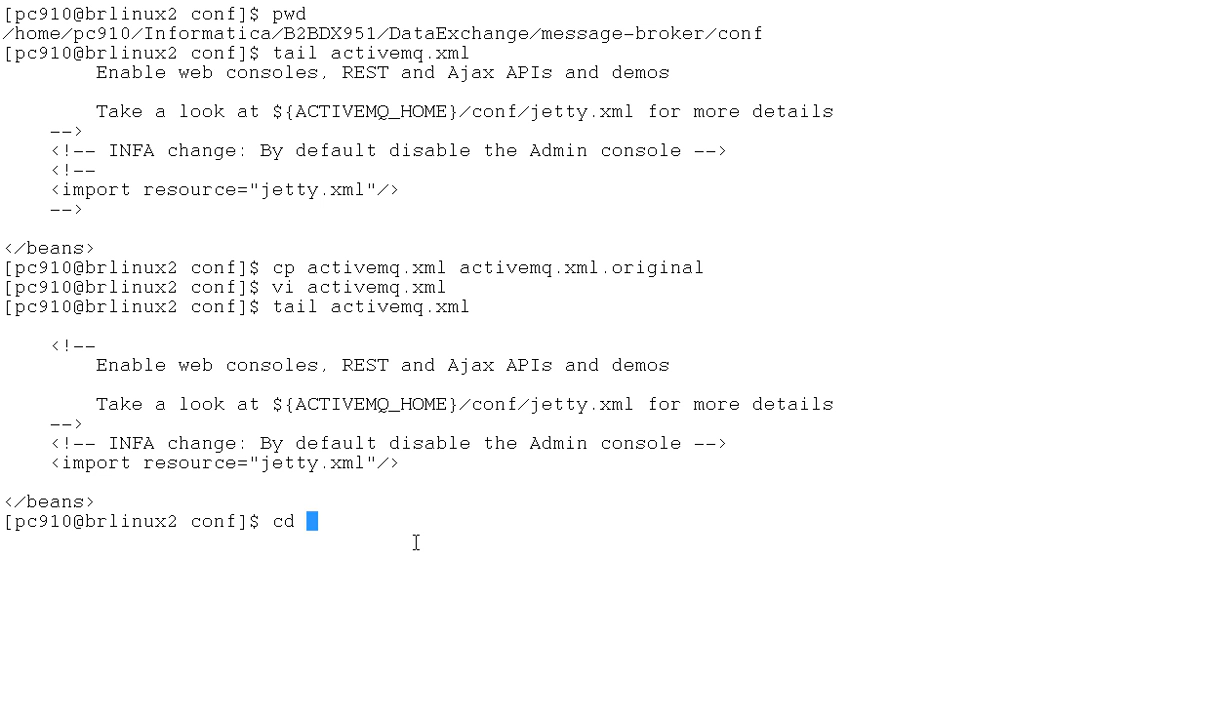 [pc910@brlinux2 conf]$ pwd
/home/pc910/Informatica/B2BDX951/DataExchange/message-broker/conf
[pc910@brlinux2 conf]$ tail activemq.xml
        Enable web consoles, REST and Ajax APIs and demos

        Take a look at ${ACTIVEMQ_HOME}/conf/jetty.xml for more details
    -->
    <!-- INFA change: By default disable the Admin console -->
    <!--
    <import resource="jetty.xml"/>
    -->

</beans>
[pc910@brlinux2 conf]$ cp activemq.xml activemq.xml.original
[pc910@brlinux2 conf]$ vi activemq.xml
[pc910@brlinux2 conf]$ tail activemq.xml

    <!--
        Enable web consoles, REST and Ajax APIs and demos

        Take a look at ${ACTIVEMQ_HOME}/conf/jetty.xml for more details
    -->
    <!-- INFA change: By default disable the Admin console -->
    <import resource="jetty.xml"/>

</beans>
[pc910@brlinux2 conf]$ cd